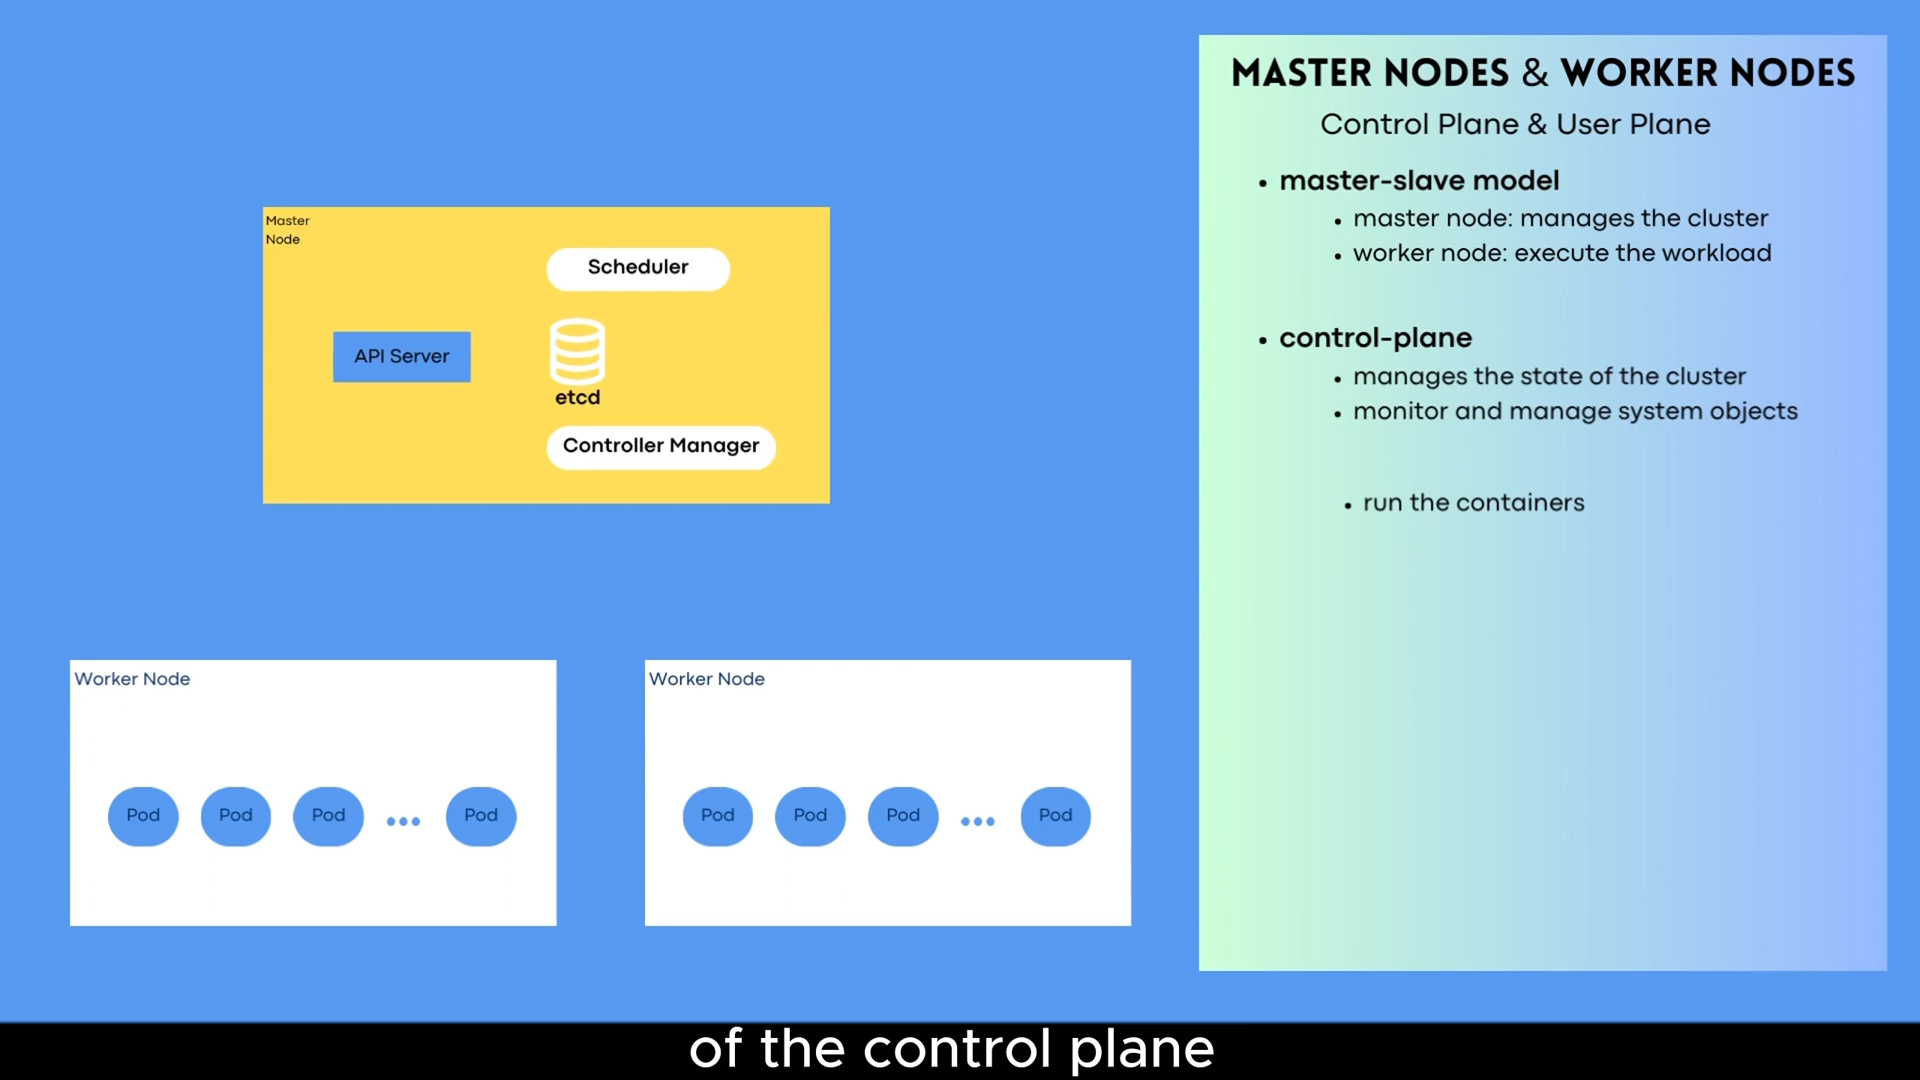 MASTER NODES & WORKER NODES
Control Plane & User Plane
• master-slave model
• master node: manages the cluster
• worker node: execute the workload
• control-plane
• manages the state of the cluster
• monitor and manage system objects
• run the containers
Master
Node
Scheduler
API Server
etcd
Controller Manager
Worker Node
Pod Pod Pod ... Pod
Worker Node
Pod Pod Pod ... Pod
of the control plane